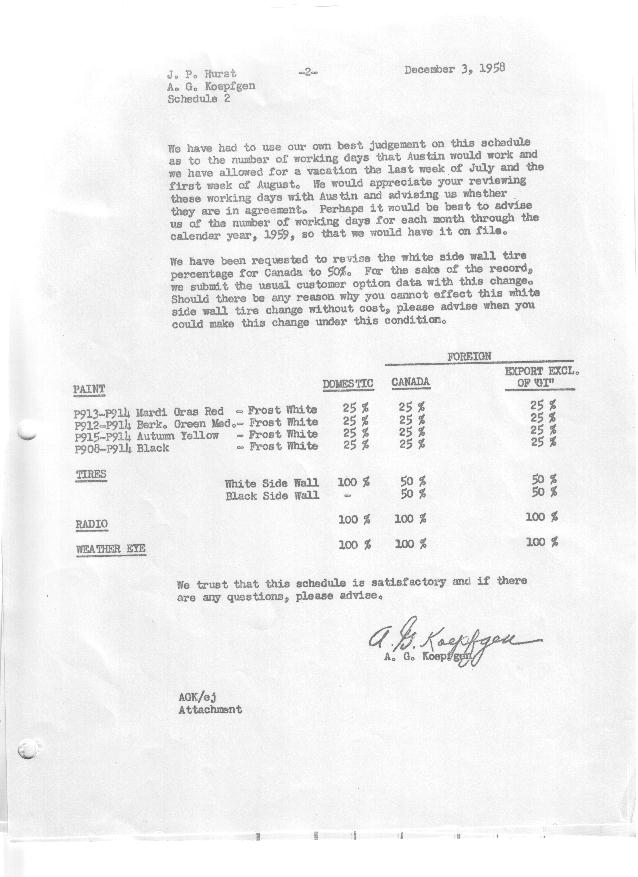 J. P. Hurst -2- December 3, 1958
A. G. Koepfgen
Schedule 2
We have had to use our own best judgement on this schedule
as to the number of working days that Austin would work and
we have allowed for a vacation the last week of July and the
first week of August. We would appreciate your reviewing
these working days with Austin and advising us whether
they are in agreement. Perhaps it would be best to advise
us of the number of working days for each month through the
calendar year, 1959, so that we would have it on file.
We have been requested to revise the white side wall tire
percentage for Canada to 50%. For the sake of the record,
we submit the usual customer option data with this change.
Should there be any reason why you cannot effect this white
side wall tire change without cost, please advise when you
could make this change under this condition.
FOREIGN
EXPORT EXCL.
PAINT DOMESTIC CANADA OF "GI"
P913-P914 Mardi Gras Red - Frost White 25 % 25 % 25 %
P912-P914 Berk. Green Med.- Frost White 25 % 25 % 25 %
P915-P914 Autumn Yellow - Frost White 25 % 25 % 25 %
P908-P914 Black - Frost White 25 % 25 % 25 %
TIRES
White Side Wall 100 % 50 % 50 %
Black Side Wall - 50 % 50 %
RADIO 100 % 100 % 100 %
WEATHER EYE 100 % 100 % 100 %
We trust that this schedule is satisfactory and if there
are any questions, please advise.
A. G. Koepfgen
A. G. Koepfgen
AGK/ej
Attachment